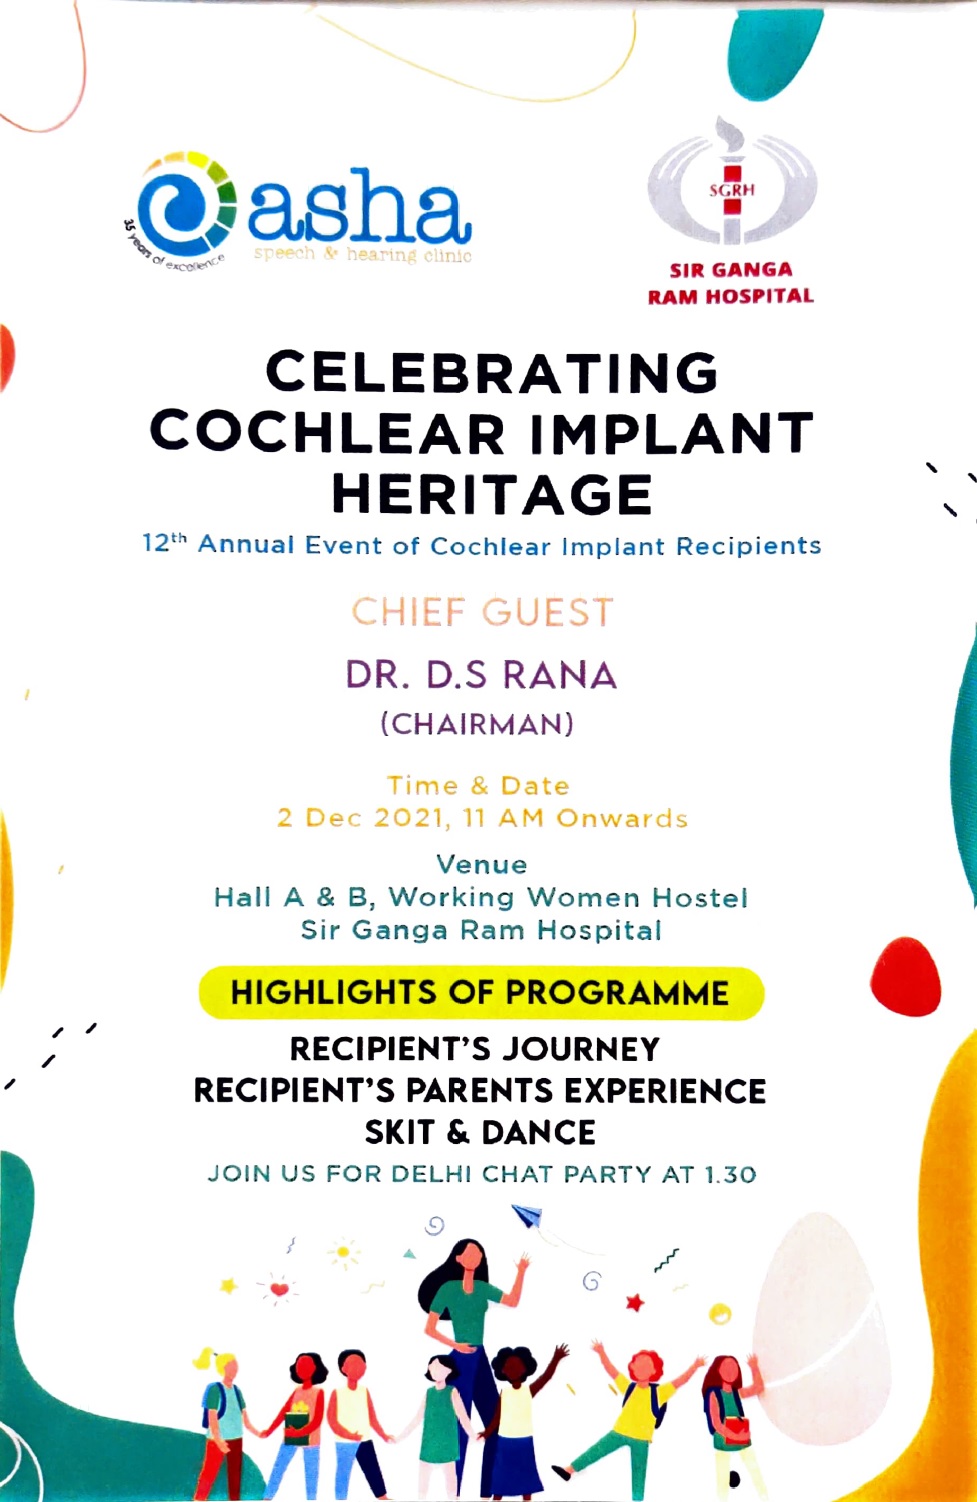 35 years of excellence
asha
speech & hearing clinic
SGRH
SIR GANGA
RAM HOSPITAL
CELEBRATING
COCHLEAR IMPLANT
HERITAGE
12th Annual Event of Cochlear Implant Recipients
CHIEF GUEST
DR. D.S RANA
(CHAIRMAN)
Time & Date
2 Dec 2021, 11 AM Onwards
Venue
Hall A & B, Working Women Hostel
Sir Ganga Ram Hospital
HIGHLIGHTS OF PROGRAMME
RECIPIENT'S JOURNEY
RECIPIENT'S PARENTS EXPERIENCE
SKIT & DANCE
JOIN US FOR DELHI CHAT PARTY AT 1.30